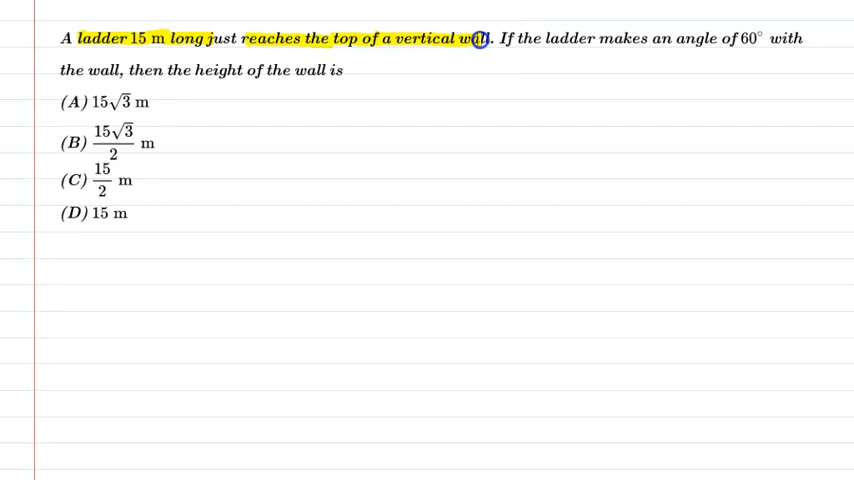 A ladder 15 m long just reaches the top of a vertical wall. If the ladder makes an angle of 60° with
the wall, then the height of the wall is
(A) 15√3 m
(B) 15√3/2 m
(C) 15/2 m
(D) 15 m